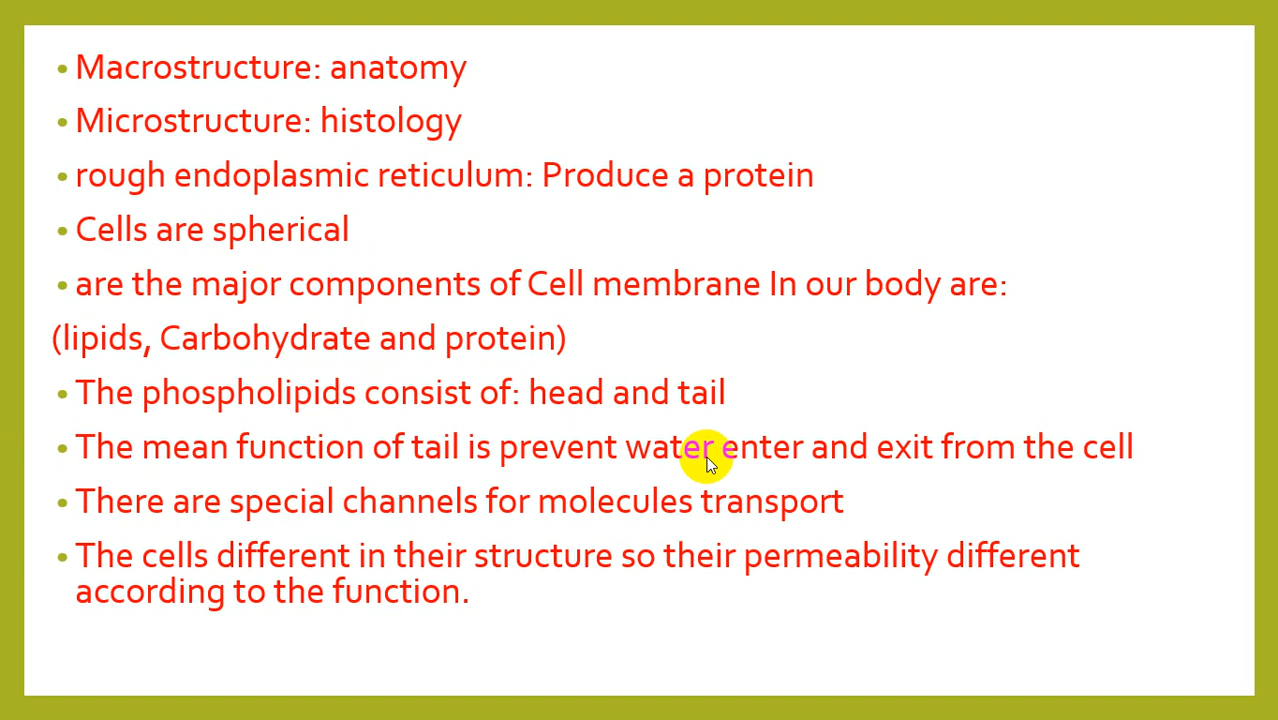 • Macrostructure: anatomy
• Microstructure: histology
• rough endoplasmic reticulum: Produce a protein
• Cells are spherical
• are the major components of Cell membrane In our body are:
(lipids, Carbohydrate and protein)
• The phospholipids consist of: head and tail
• The mean function of tail is prevent water enter and exit from the cell
• There are special channels for molecules transport
• The cells different in their structure so their permeability different
according to the function.